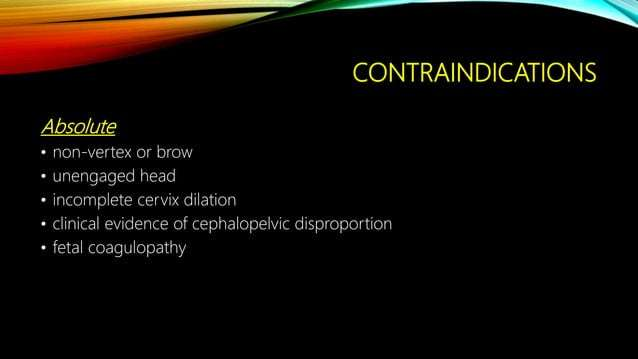 CONTRAINDICATIONS
Absolute
• non-vertex or brow
• unengaged head
• incomplete cervix dilation
• clinical evidence of cephalopelvic disproportion
• fetal coagulopathy